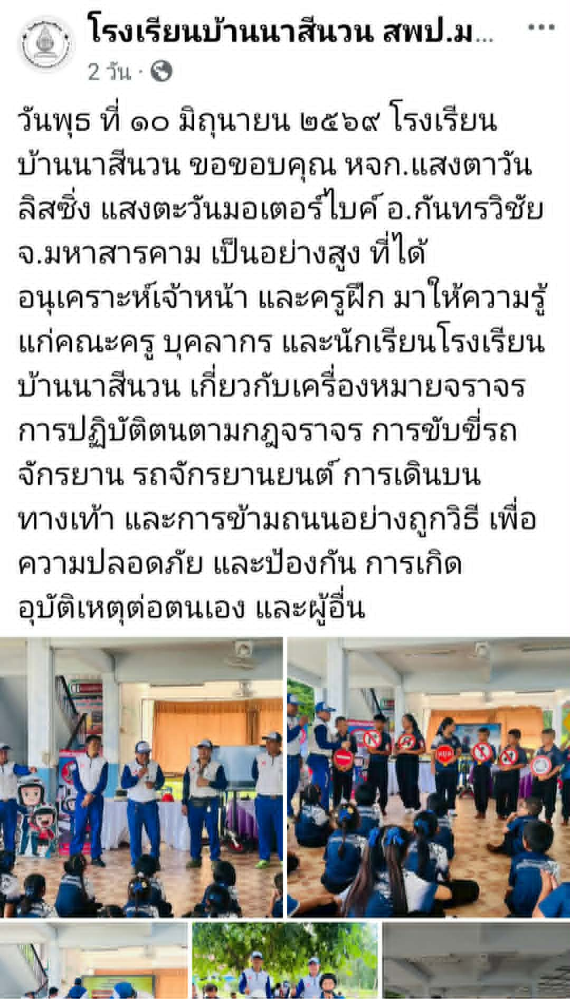 โรงเรียนบ้านนาสีนวน สพป.ม...
2 วัน ·
วันพุธ ที่ ๑๐ มิถุนายน ๒๕๖๙ โรงเรียน
บ้านนาสีนวน ขอขอบคุณ หจก.แสงตาวัน
ลิสซิ่ง แสงตะวันมอเตอร์ไบค์ อ.กันทรวิชัย
จ.มหาสารคาม เป็นอย่างสูง ที่ได้
อนุเคราะห์เจ้าหน้า และครูฝึก มาให้ความรู้
แก่คณะครู บุคลากร และนักเรียนโรงเรียน
บ้านนาสีนวน เกี่ยวกับเครื่องหมายจราจร
การปฏิบัติตนตามกฎจราจร การขับขี่รถ
จักรยาน รถจักรยานยนต์ การเดินบน
ทางเท้า และการข้ามถนนอย่างถูกวิธี เพื่อ
ความปลอดภัย และป้องกัน การเกิด
อุบัติเหตุต่อตนเอง และผู้อื่น
หยุด